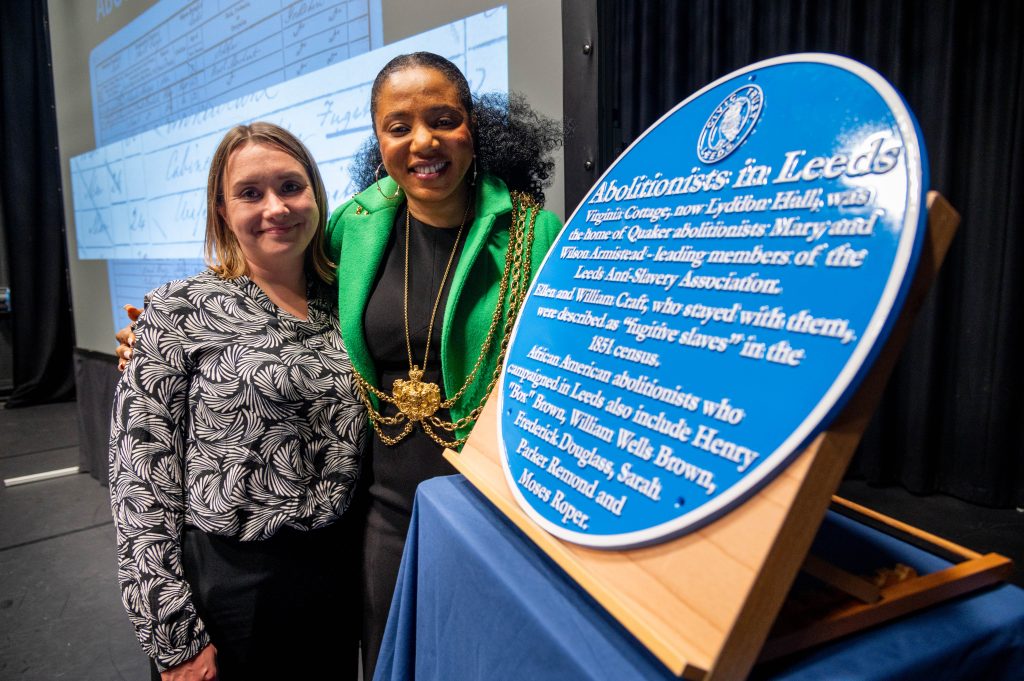 CIVIC TRUST
LEEDS
Abolitionists in Leeds
Virginia Cottage, now Lyddon Hall, was
the home of Quaker abolitionists Mary and
Wilson Armistead - leading members of the
Leeds Anti-Slavery Association.
Ellen and William Craft, who stayed with them,
were described as "fugitive slaves" in the
1851 census.
African American abolitionists who
campaigned in Leeds also include Henry
"Box" Brown, William Wells Brown,
Frederick Douglass, Sarah
Parker Remond and
Moses Roper.